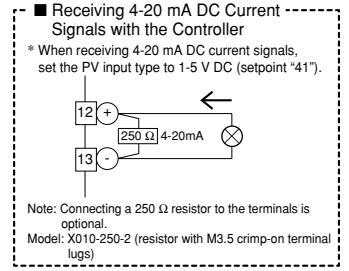 ■ Receiving 4-20 mA DC Current
Signals with the Controller
* When receiving 4-20 mA DC current signals,
set the PV input type to 1-5 V DC (setpoint “41”).
12 +
250 Ω 4-20mA
13 -
Note: Connecting a 250 Ω resistor to the terminals is
optional.
Model: X010-250-2 (resistor with M3.5 crimp-on terminal
lugs)